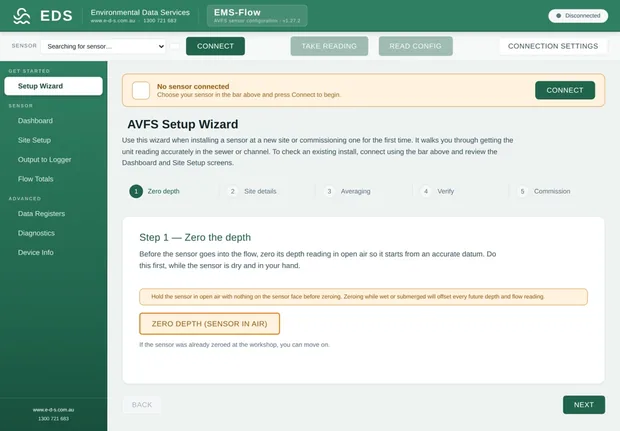 EDS
Environmental Data Services
www.e-d-s.com.au · 1300 721 683
EMS-Flow
AVFS sensor configuration · v1.27.2
Disconnected
SENSOR
Searching for sensor…
CONNECT
TAKE READING
READ CONFIG
CONNECTION SETTINGS
GET STARTED
Setup Wizard
SENSOR
Dashboard
Site Setup
Output to Logger
Flow Totals
ADVANCED
Data Registers
Diagnostics
Device Info
www.e-d-s.com.au
1300 721 683
No sensor connected
Choose your sensor in the bar above and press Connect to begin.
CONNECT
AVFS Setup Wizard
Use this wizard when installing a sensor at a new site or commissioning one for the first time. It walks you through getting the
unit reading accurately in the sewer or channel. To check an existing install, connect using the bar above and review the
Dashboard and Site Setup screens.
1 Zero depth
2 Site details
3 Averaging
4 Verify
5 Commission
Step 1 — Zero the depth
Before the sensor goes into the flow, zero its depth reading in open air so it starts from an accurate datum. Do
this first, while the sensor is dry and in your hand.
Hold the sensor in open air with nothing on the sensor face before zeroing. Zeroing while wet or submerged will offset every future depth and flow reading.
ZERO DEPTH (SENSOR IN AIR)
If the sensor was already zeroed at the workshop, you can move on.
BACK
NEXT